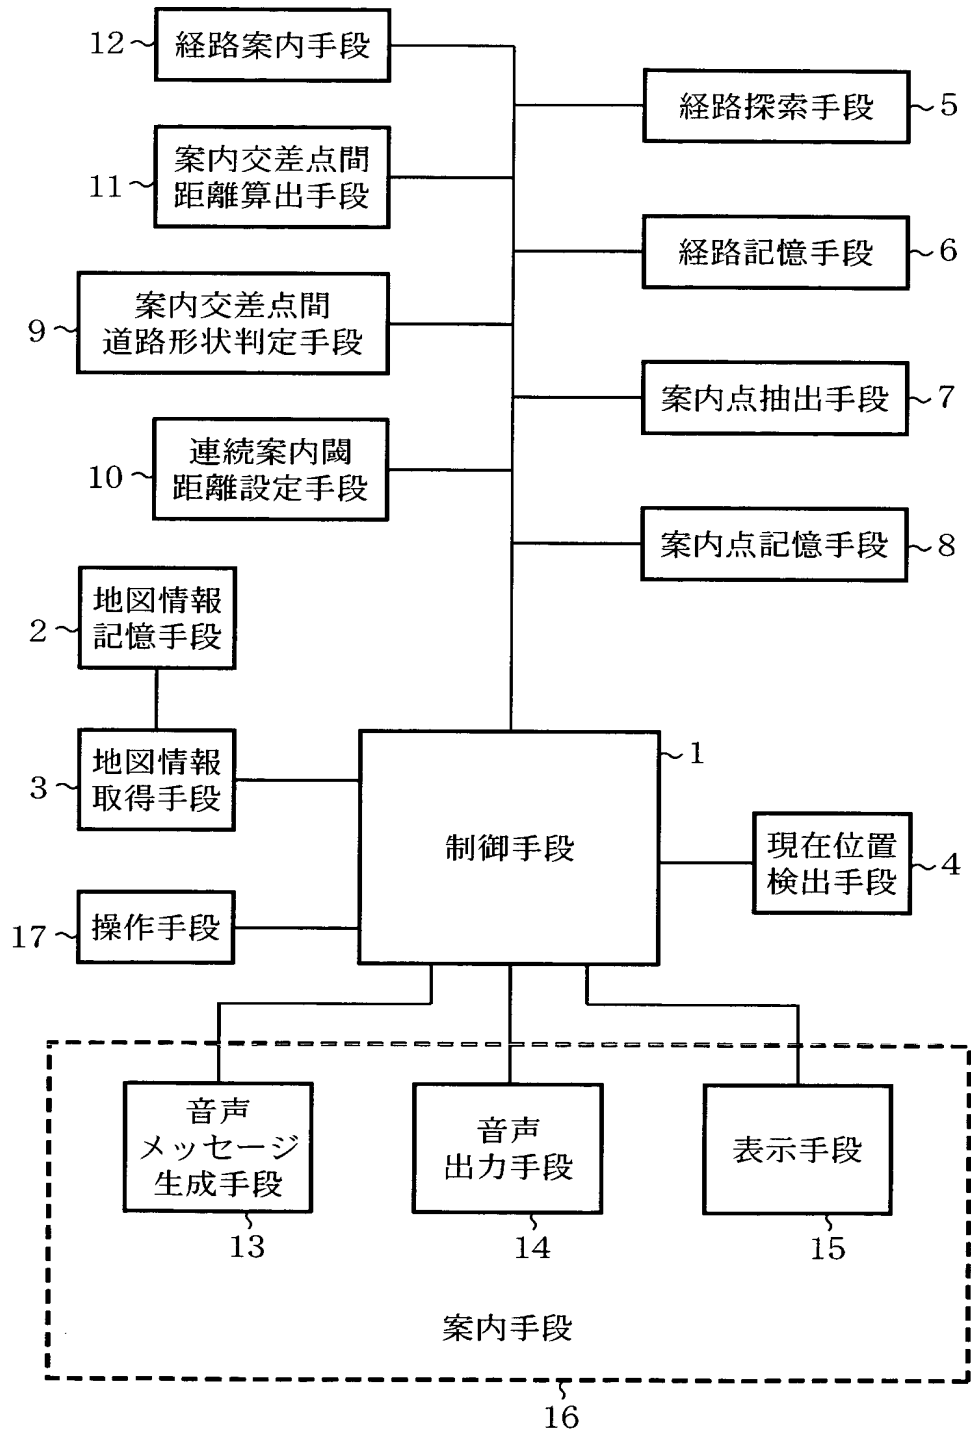 12
経路案内手段
経路探索手段
5
11
案内交差点間
距離算出手段
経路記憶手段
6
9
案内交差点間
道路形状判定手段
案内点抽出手段
7
10
連続案内閾
距離設定手段
案内点記憶手段
8
2
地図情報
記憶手段
3
地図情報
取得手段
1
制御手段
現在位置
検出手段
4
17
操作手段
音声
メッセージ
生成手段
13
音声
出力手段
14
表示手段
15
案内手段
16